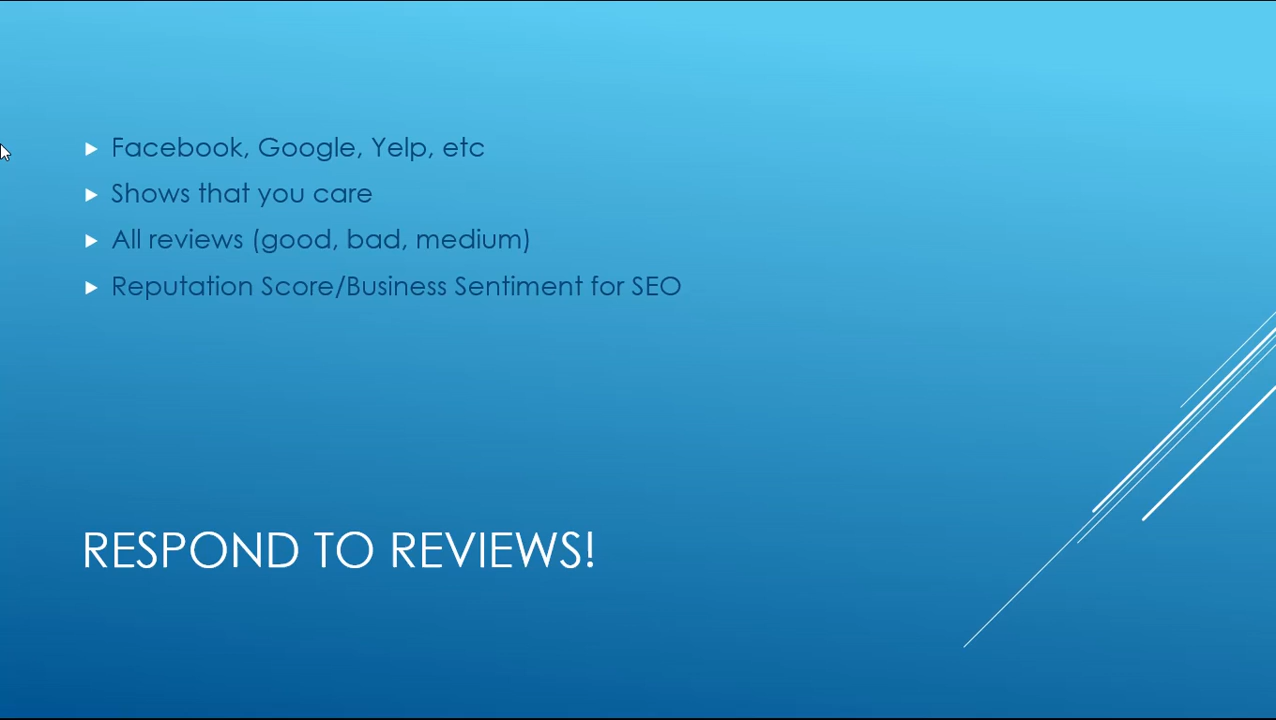 Facebook, Google, Yelp, etc
Shows that you care
All reviews (good, bad, medium)
Reputation Score/Business Sentiment for SEO
RESPOND TO REVIEWS!